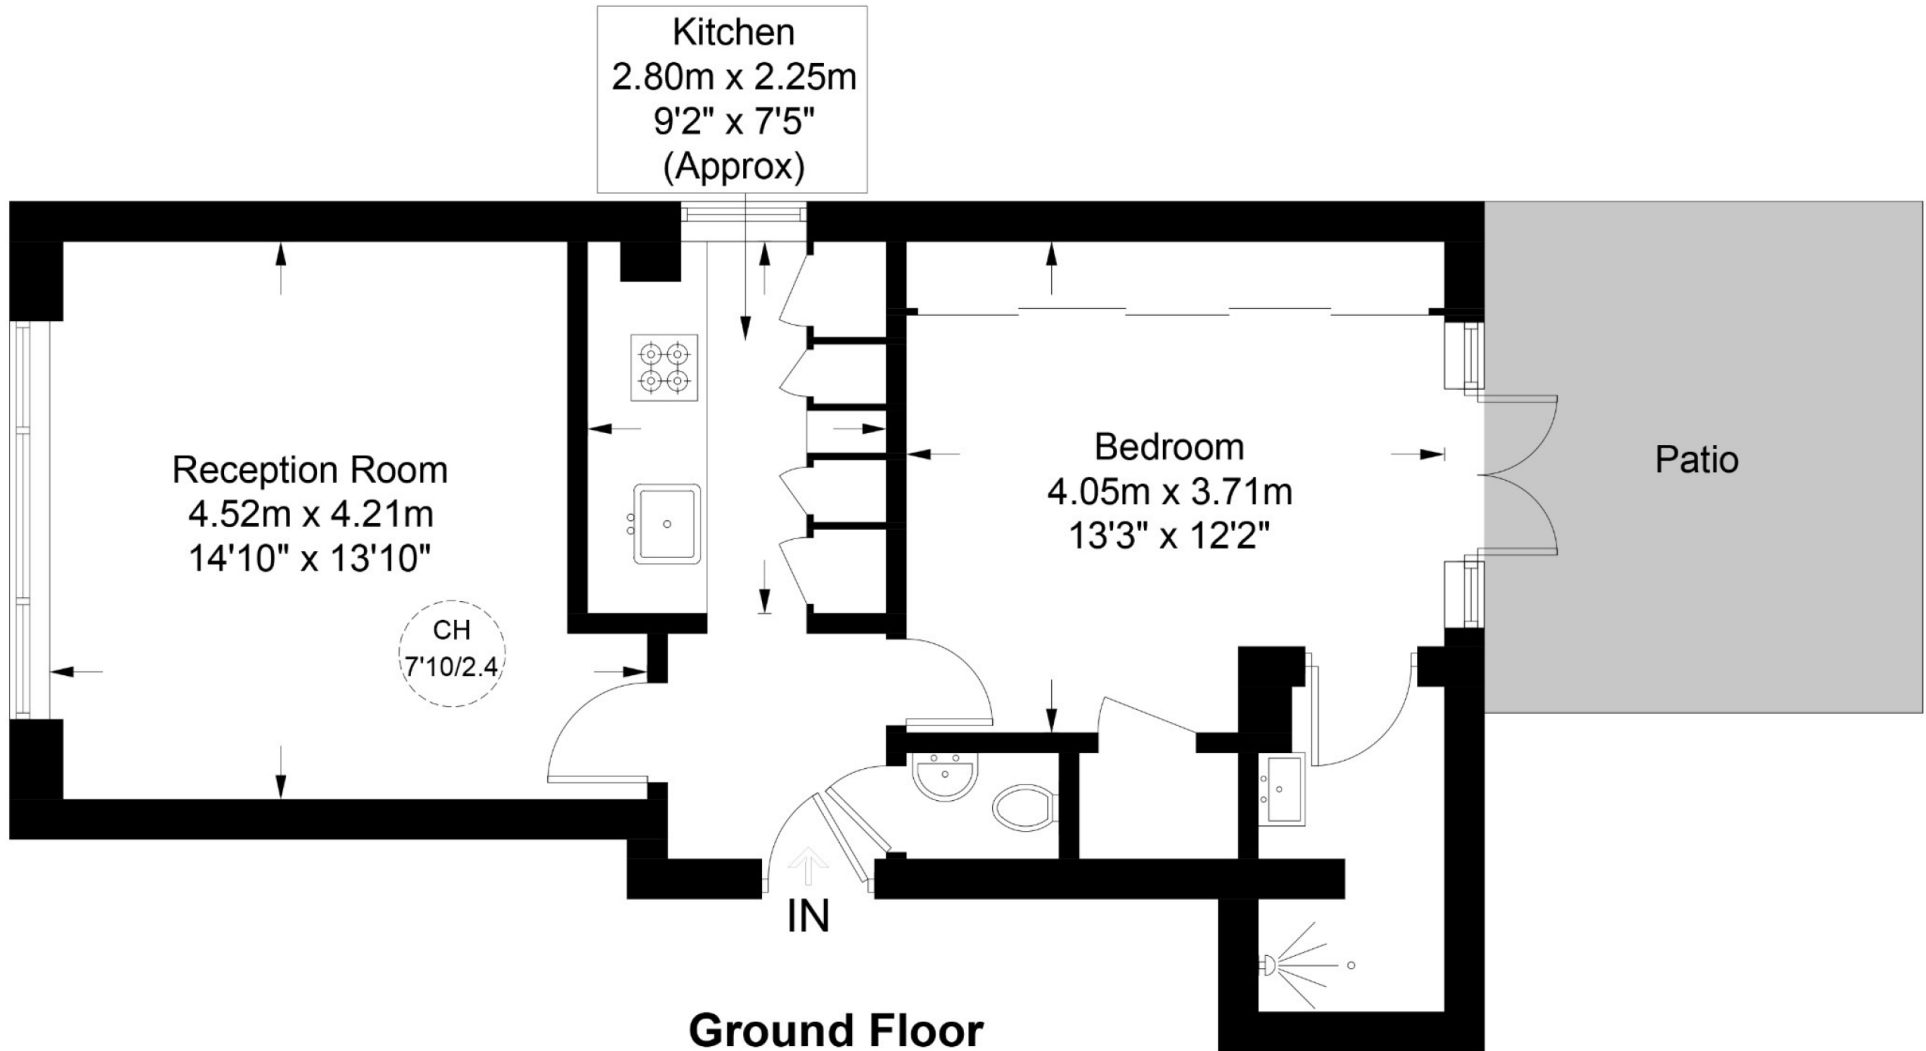 Kitchen
2.80m x 2.25m
9'2" x 7'5"
(Approx)
Reception Room
4.52m x 4.21m
14'10" x 13'10"
CH
7'10/2.4
Bedroom
4.05m x 3.71m
13'3" x 12'2"
Patio
IN
Ground Floor